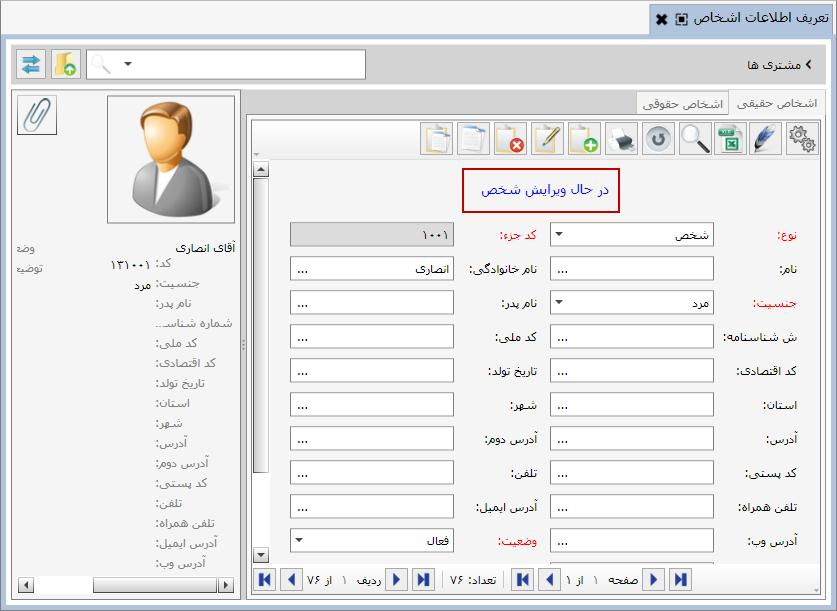 تعریف اطلاعات اشخاص
مشتری ها
اشخاص حقیقی
اشخاص حقوقی
در حال ویرایش شخص
نوع: شخص
کد جزء: ۱۰۰۱
نام: ...
نام خانوادگی: انصاری ...
جنسیت: مرد
نام پدر: ...
ش شناسنامه: ...
کد ملی: ...
کد اقتصادی: ...
تاریخ تولد: ...
استان: ...
شهر: ...
آدرس: ...
آدرس دوم: ...
کد پستی: ...
تلفن: ...
تلفن همراه: ...
آدرس ایمیل: ...
آدرس وب: ...
وضعیت: فعال
صفحه ۱ از ۱
تعداد: ۷۶
ردیف ۱ از ۷۶
آقای انصاری
کد: ۱۳۱۰۰۱
جنسیت: مرد
نام پدر:
شماره شناسـ...
کد ملی:
کد اقتصادی:
تاریخ تولد:
استان:
شهر:
آدرس:
آدرس دوم:
کد پستی:
تلفن:
تلفن همراه:
آدرس ایمیل:
آدرس وب: